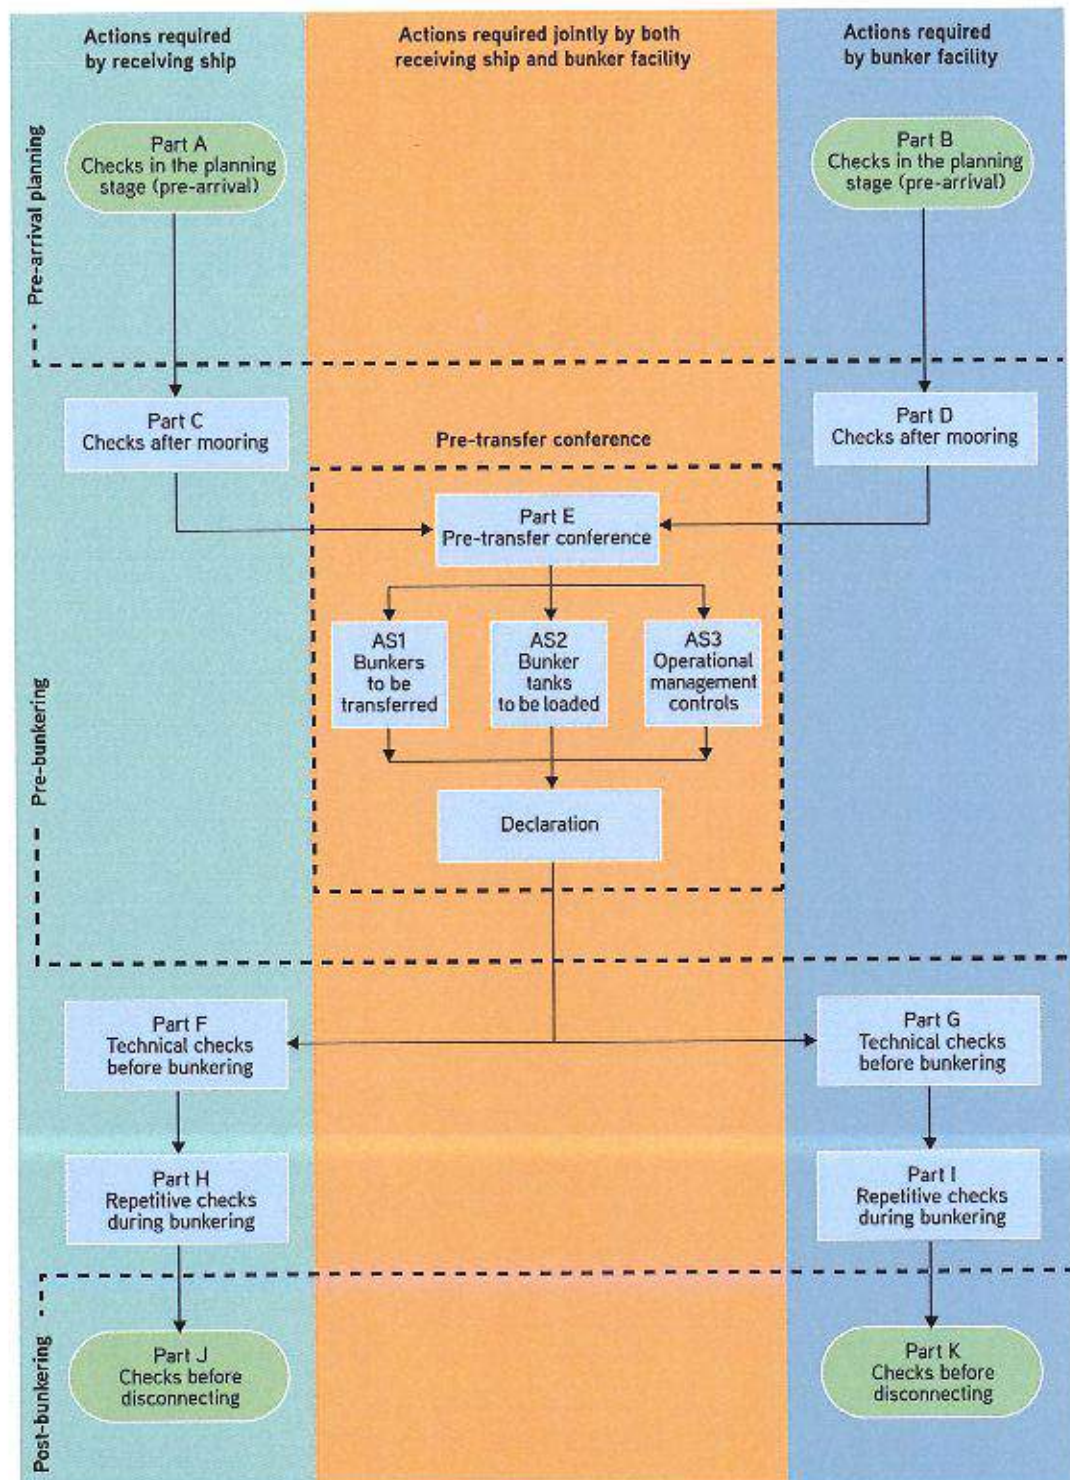 Actions required
by receiving ship
Actions required jointly by both
receiving ship and bunker facility
Actions required
by bunker facility
Pre-arrival planning
Part A
Checks in the planning
stage (pre-arrival)
Part B
Checks in the planning
stage (pre-arrival)
Pre-bunkering
Part C
Checks after mooring
Part D
Checks after mooring
Pre-transfer conference
Part E
Pre-transfer conference
AS1
Bunkers
to be
transferred
AS2
Bunker
tanks
to be loaded
AS3
Operational
management
controls
Declaration
Part F
Technical checks
before bunkering
Part G
Technical checks
before bunkering
Part H
Repetitive checks
during bunkering
Part I
Repetitive checks
during bunkering
Post-bunkering
Part J
Checks before
disconnecting
Part K
Checks before
disconnecting